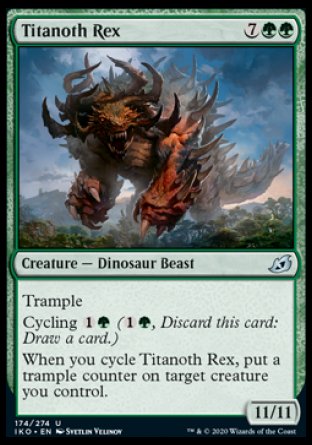 Titanoth Rex 7
Creature — Dinosaur Beast
Trample
Cycling 1 (1, Discard this card:
Draw a card.)
When you cycle Titanoth Rex, put a
trample counter on target creature
you control.
11/11
174/274 U
IKO • EN Svetlin Velinov
™ & © 2020 Wizards of the Coast